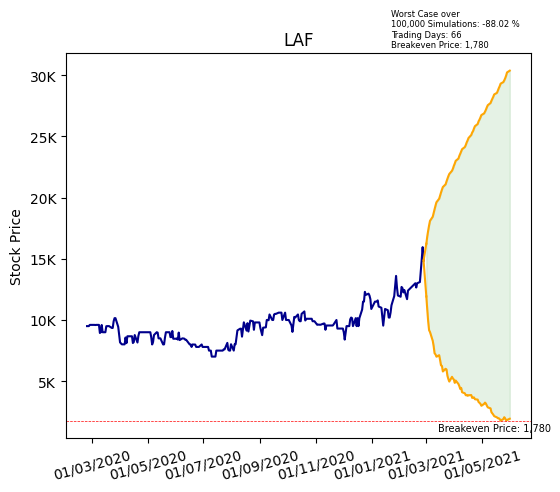 Worst Case over
100,000 Simulations: -88.02 %
Trading Days: 66
Breakeven Price: 1,780
LAF
Stock Price
30K
25K
20K
15K
10K
5K
Breakeven Price: 1,780
01/03/2020
01/05/2020
01/07/2020
01/09/2020
01/11/2020
01/01/2021
01/03/2021
01/05/2021